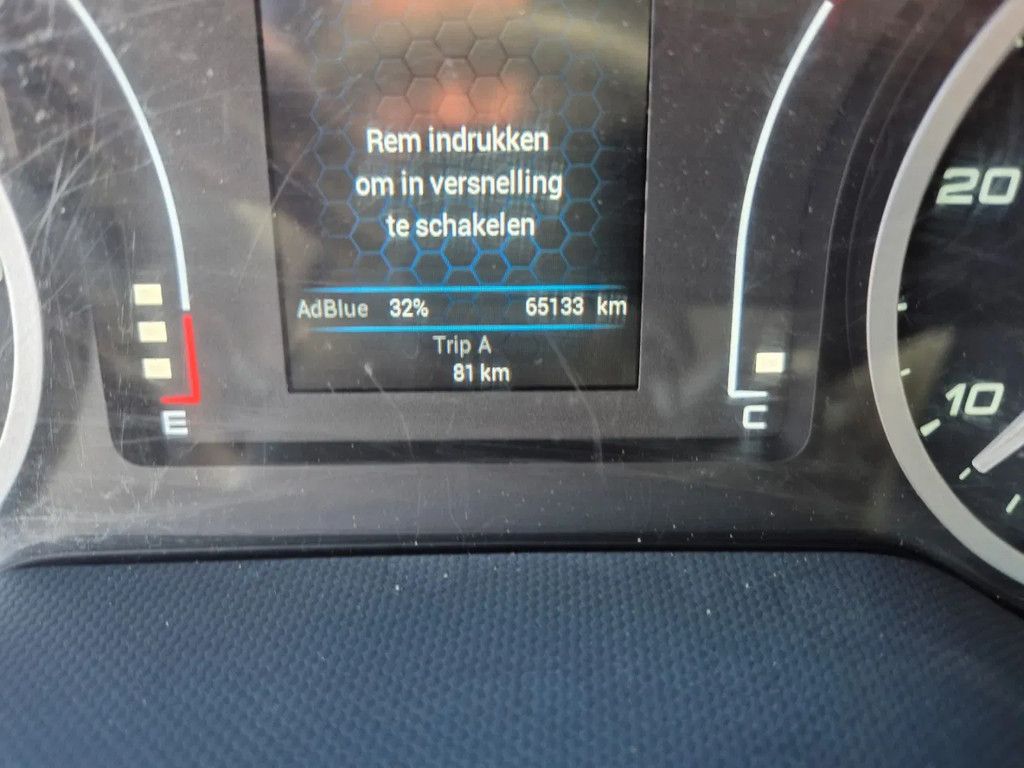 Rem indrukken
om in versnelling
te schakelen
AdBlue 32% 65133 km
Trip A
81 km
E
C
20
10